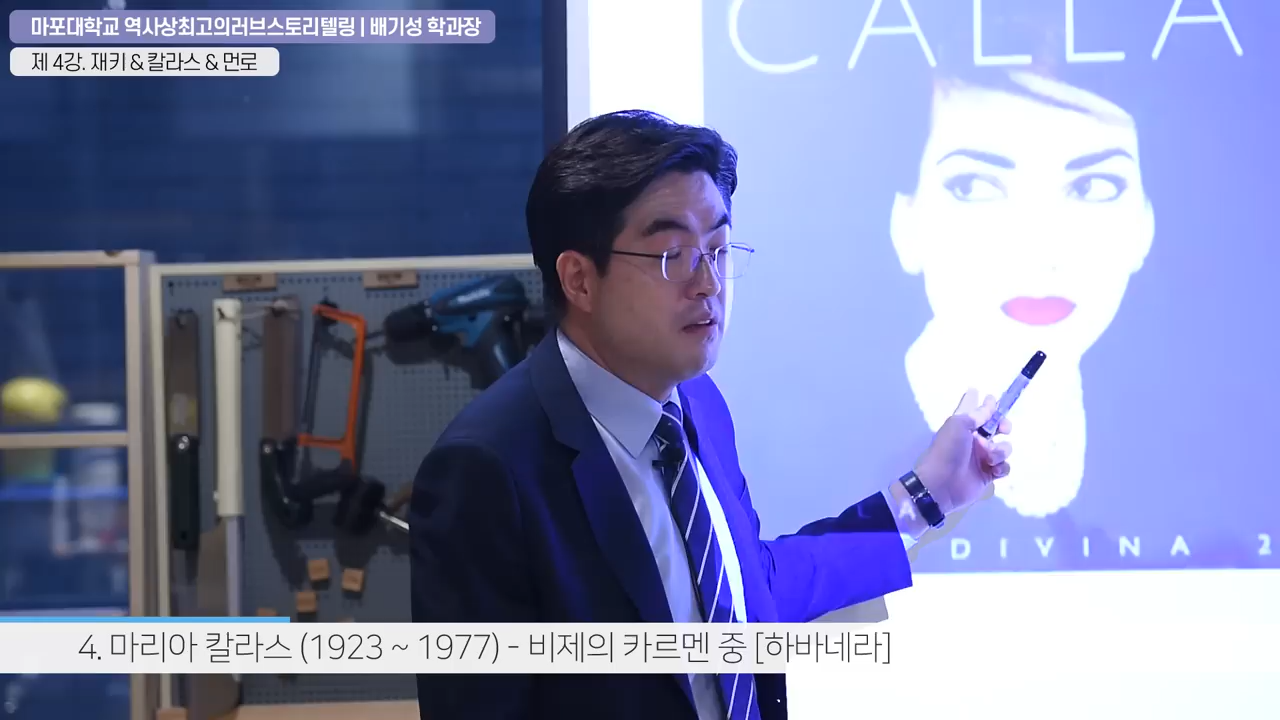 마포대학교 역사상최고의러브스토리텔링 | 배기성 학과장
제 4강. 재키 & 칼라스 & 먼로
CALLA
LA DIVINA 2
4. 마리아 칼라스 (1923 ~ 1977) - 비제의 카르멘 중 [하바네라]